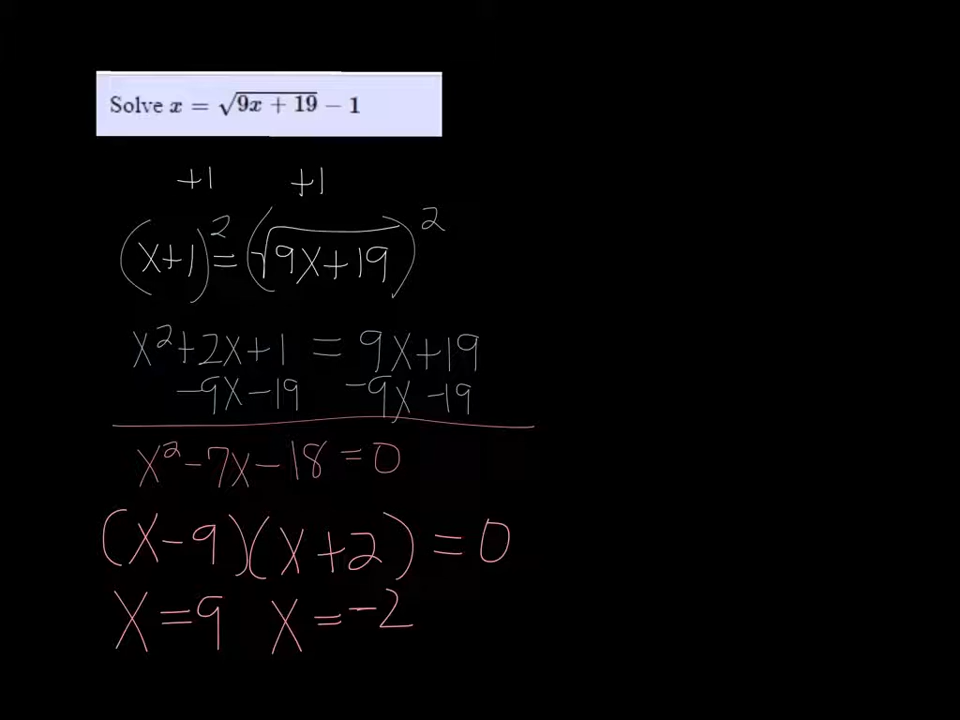 Solve x = √9x + 19 − 1
+1 +1
(x+1)² = (√9x+19)²
x²+2x+1 = 9x+19
-9x-19 -9x-19
x²-7x-18=0
(x-9)(x+2)=0
x=9 x=-2